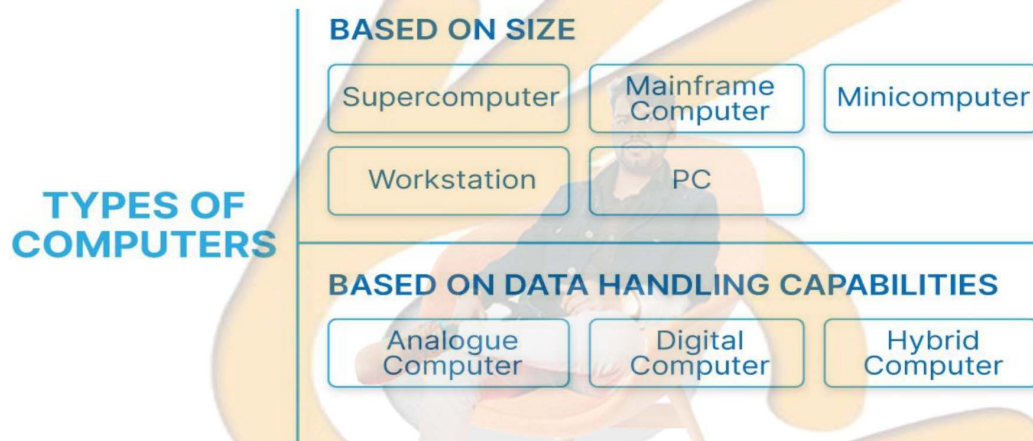 TYPES OF
COMPUTERS
BASED ON SIZE
Supercomputer
Mainframe
Computer
Minicomputer
Workstation
PC
BASED ON DATA HANDLING CAPABILITIES
Analogue
Computer
Digital
Computer
Hybrid
Computer